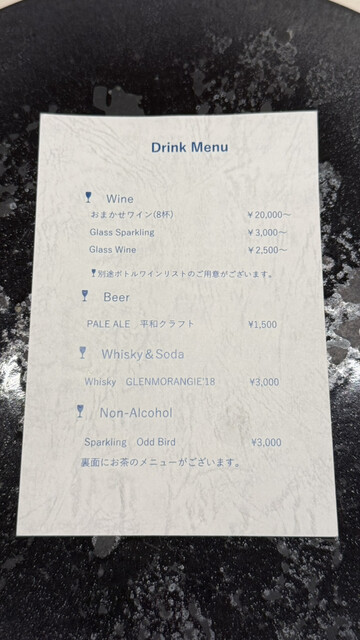 Drink Menu
Wine
おまかせワイン(8杯) ￥20,000～
Glass Sparkling ￥3,000～
Glass Wine ￥2,500～
別途ボトルワインリストのご用意がございます。
Beer
PALE ALE 平和クラフト ¥1,500
Whisky＆Soda
Whisky GLENMORANGIE'18 ¥3,000
Non-Alcohol
Sparkling Odd Bird ¥3,000
裏面にお茶のメニューがございます。